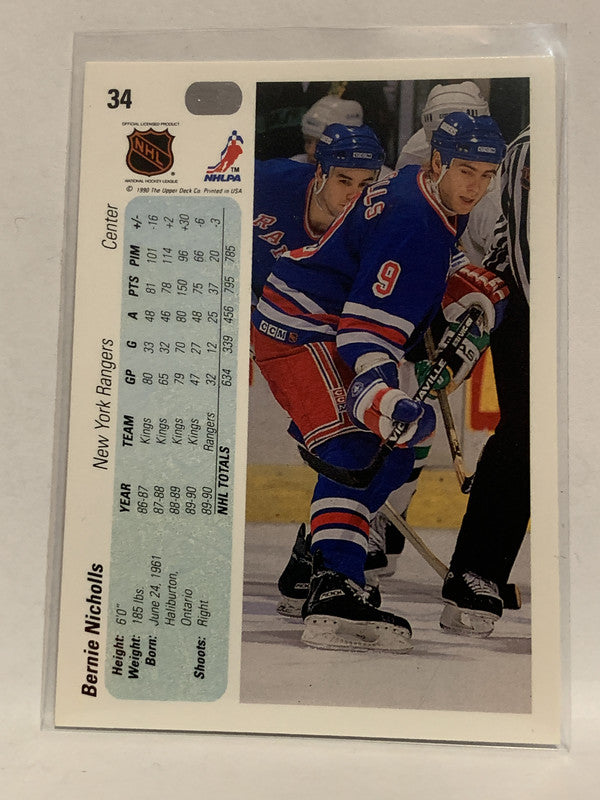 34
OFFICIAL LICENSED PRODUCT
NHL
NATIONAL HOCKEY LEAGUE
NHLPA
© 1990 The Upper Deck Co. Printed in USA
Bernie Nicholls New York Rangers Center
Height: 6'0"
Weight: 185 lbs.
Born: June 24, 1961
Haliburton,
Ontario
Shoots: Right
YEAR TEAM GP G A PTS PIM +/-
86-87 Kings 80 33 48 81 101 -16
87-88 Kings 65 32 46 78 114 +2
88-89 Kings 79 70 80 150 96 +30
89-90 Kings 47 27 48 75 66 -6
89-90 Rangers 32 12 25 37 20 -3
NHL TOTALS 634 339 456 795 785
9
CCM